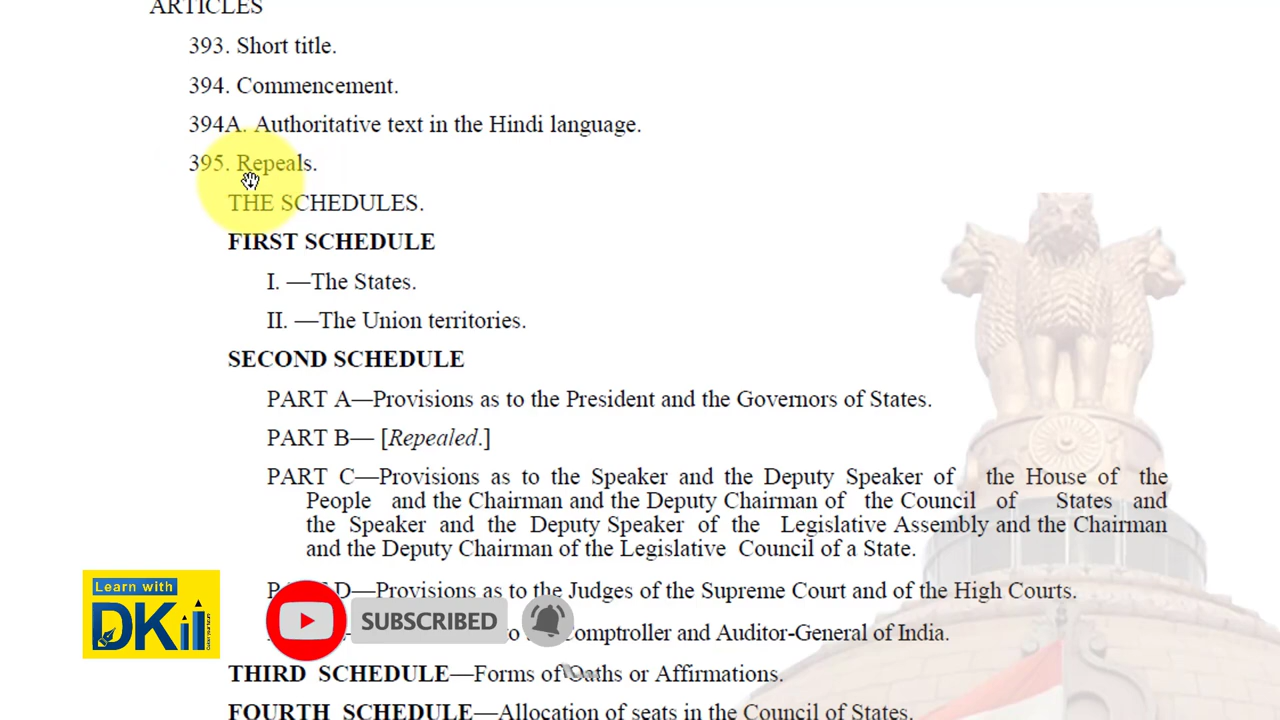 ARTICLES
393. Short title.
394. Commencement.
394A. Authoritative text in the Hindi language.
395. Repeals.
THE SCHEDULES.
FIRST SCHEDULE
I. —The States.
II. —The Union territories.
SECOND SCHEDULE
PART A—Provisions as to the President and the Governors of States.
PART B— [Repealed.]
PART C—Provisions as to the Speaker and the Deputy Speaker of the House of the
People and the Chairman and the Deputy Chairman of the Council of States and
the Speaker and the Deputy Speaker of the Legislative Assembly and the Chairman
and the Deputy Chairman of the Legislative Council of a State.
D—Provisions as to the Judges of the Supreme Court and of the High Courts.
to Comptroller and Auditor-General of India.
THIRD SCHEDULE—Forms of Oaths or Affirmations.
FOURTH SCHEDULE—Allocation of seats in the Council of States.
Learn with
DK
SUBSCRIBED